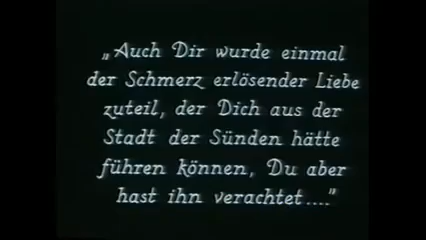 „Auch Dir wurde einmal
der Schmerz erlösender Liebe
zuteil, der Dich aus der
Stadt der Sünden hätte
führen können, Du aber
hast ihn verachtet....”